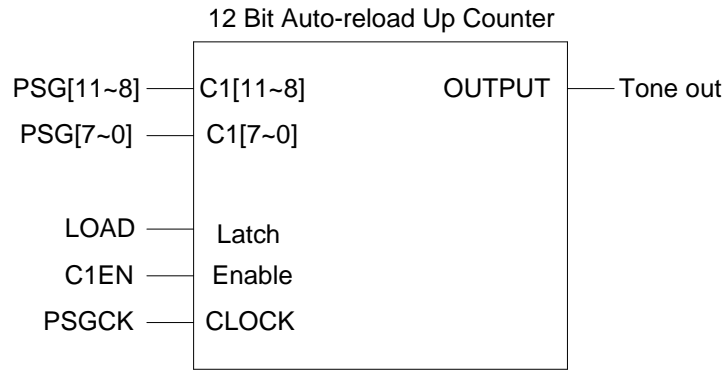 12 Bit Auto-reload Up Counter
PSG[11~8] C1[11~8] OUTPUT Tone out
PSG[7~0] C1[7~0]
LOAD Latch
C1EN Enable
PSGCK CLOCK